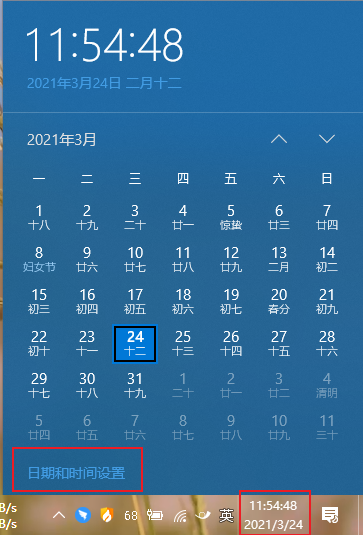 11:54:48
2021年3月24日 二月十二
2021年3月
一 二 三 四 五 六 日
1 2 3 4 5 6 7
十八 十九 二十 廿一 惊蛰 廿三 廿四
8 9 10 11 12 13 14
妇女节 廿六 廿七 廿八 廿九 二月 初二
15 16 17 18 19 20 21
初三 初四 初五 初六 初七 春分 初九
22 23 24 25 26 27 28
初十 十一 十二 十三 十四 十五 十六
29 30 31 1 2 3 4
十七 十八 十九 二十 廿一 廿二 清明
5 6 7 8 9 10 11
廿四 廿五 廿六 廿七 廿八 廿九 三十
日期和时间设置
B/s
B/s
68
英
11:54:48
2021/3/24